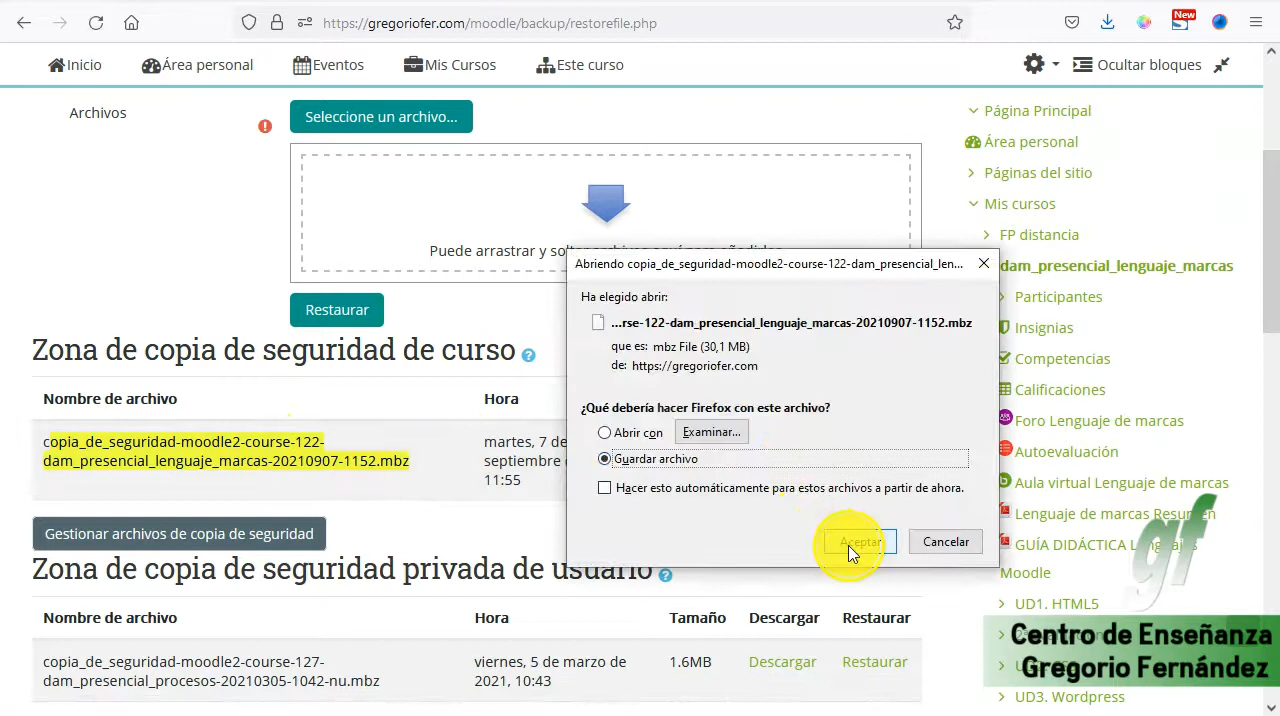 https://gregoriofer.com/moodle/backup/restorefile.php
New
Inicio
Área personal
Eventos
Mis Cursos
Este curso
Ocultar bloques
Archivos
Seleccione un archivo...
Puede arrastrar y soltar archivos aquí para añadirlos
Restaurar
Zona de copia de seguridad de curso
Nombre de archivo
Hora
copia_de_seguridad-moodle2-course-122-
dam_presencial_lenguaje_marcas-20210907-1152.mbz
martes, 7 de
septiembre de
11:55
Gestionar archivos de copia de seguridad
Zona de copia de seguridad privada de usuario
Nombre de archivo
Hora
Tamaño
Descargar
Restaurar
copia_de_seguridad-moodle2-course-127-
dam_presencial_procesos-20210305-1042-nu.mbz
viernes, 5 de marzo de
2021, 10:43
1.6MB
Descargar
Restaurar
Abriendo copia_de_seguridad-moodle2-course-122-dam_presencial_len...
Ha elegido abrir:
...rse-122-dam_presencial_lenguaje_marcas-20210907-1152.mbz
que es: mbz File (30,1 MB)
de: https://gregoriofer.com
¿Qué debería hacer Firefox con este archivo?
Abrir con
Examinar...
Guardar archivo
Hacer esto automáticamente para estos archivos a partir de ahora.
Aceptar
Cancelar
Página Principal
Área personal
Páginas del sitio
Mis cursos
FP distancia
dam_presencial_lenguaje_marcas
Participantes
Insignias
Competencias
Calificaciones
Foro Lenguaje de marcas
Autoevaluación
Aula virtual Lenguaje de marcas
Lenguaje de marcas Resumen
GUÍA DIDÁCTICA Lenguajes
Moodle
UD1. HTML5
UD3. Wordpress
gf
Centro de Enseñanza
Gregorio Fernández